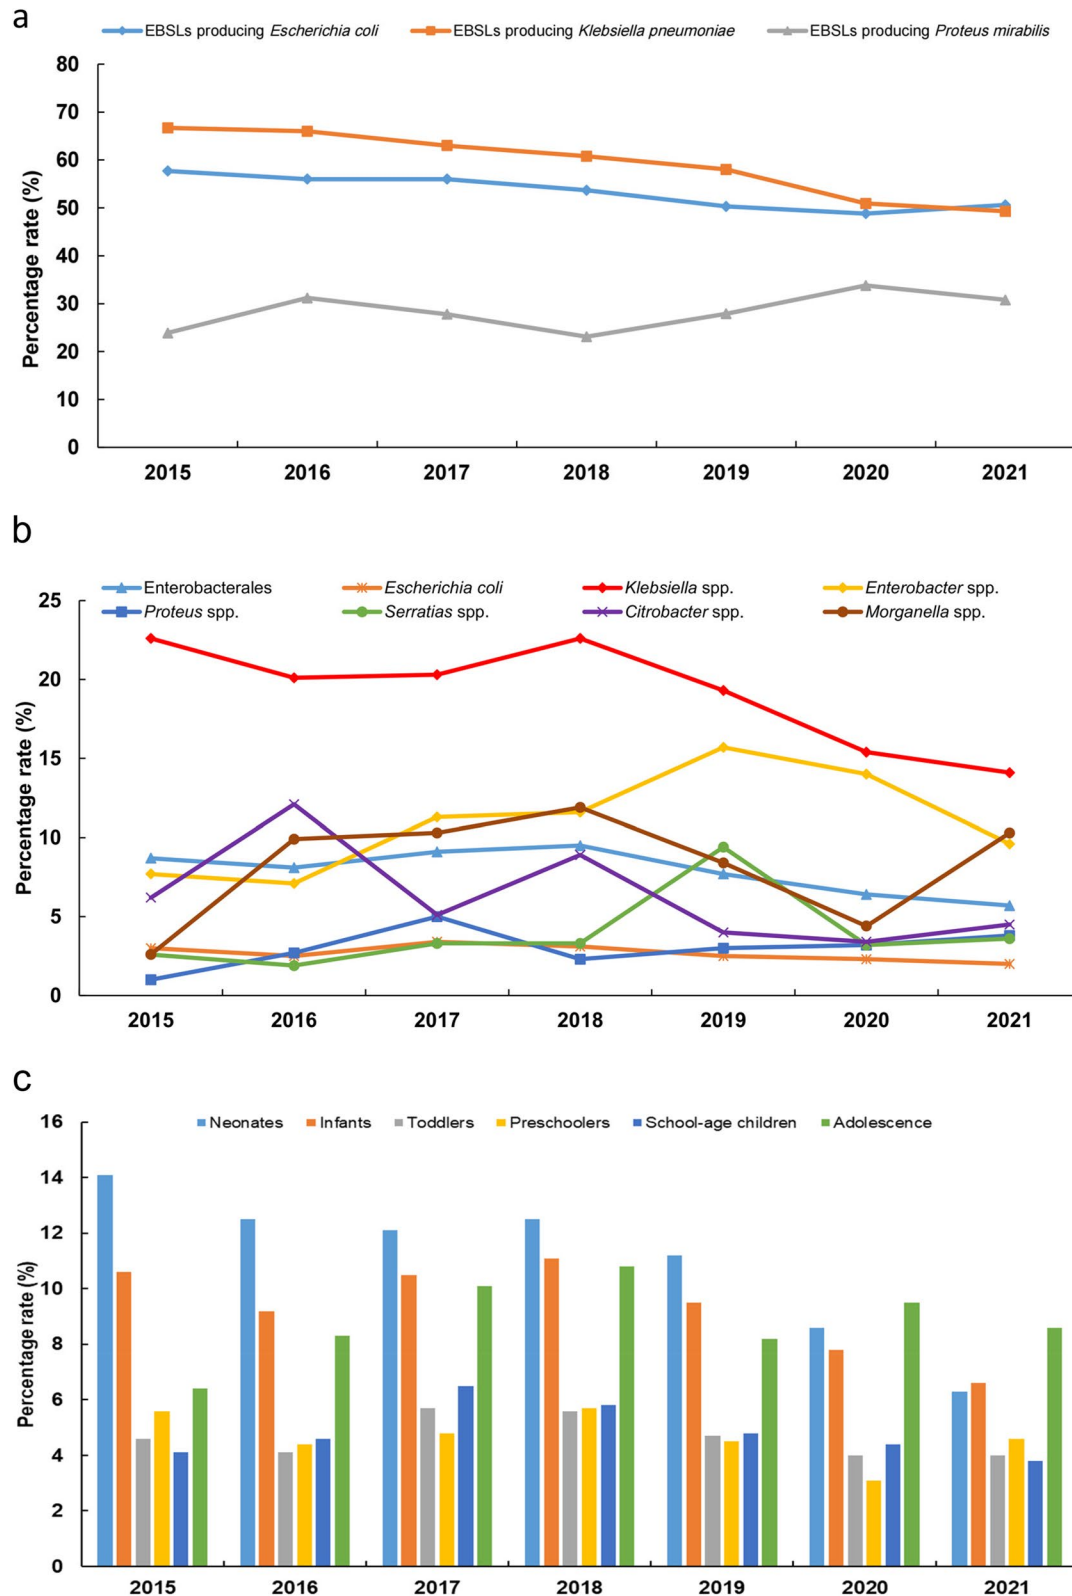 a
EBSLs producing Escherichia coli EBSLs producing Klebsiella pneumoniae EBSLs producing Proteus mirabilis
80
70
60
50
40
30
20
10
0
Percentage rate (%)
2015 2016 2017 2018 2019 2020 2021
b
Enterobacterales Escherichia coli Klebsiella spp. Enterobacter spp.
Proteus spp. Serratias spp. Citrobacter spp. Morganella spp.
25
20
15
10
5
0
Percentage rate (%)
2015 2016 2017 2018 2019 2020 2021
c
Neonates Infants Toddlers Preschoolers School-age children Adolescence
16
14
12
10
8
6
4
2
0
Percentage rate (%)
2015 2016 2017 2018 2019 2020 2021